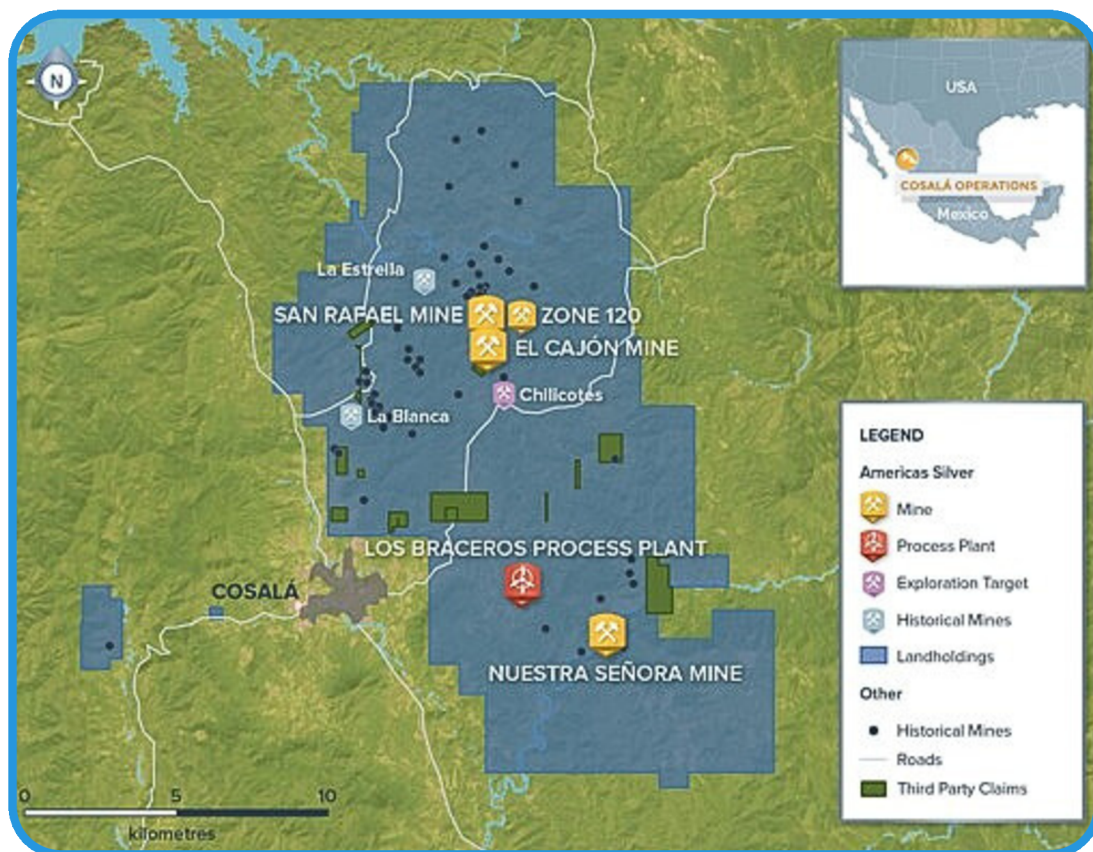 N
USA
COSALÁ OPERATIONS
Mexico
La Estrella
SAN RAFAEL MINE
ZONE 120
EL CAJÓN MINE
Chilicotes
La Blanca
LOS BRACEROS PROCESS PLANT
COSALÁ
NUESTRA SEÑORA MINE
LEGEND
Americas Silver
Mine
Process Plant
Exploration Target
Historical Mines
Landholdings
Other
Historical Mines
Roads
Third Party Claims
0 5 10
kilometres